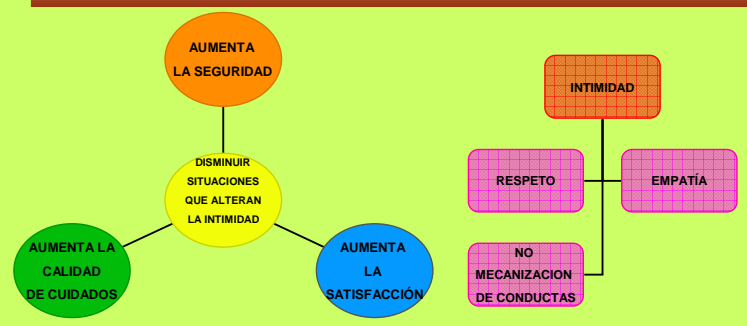 AUMENTA
LA SEGURIDAD
DISMINUIR
SITUACIONES
QUE ALTERAN
LA INTIMIDAD
AUMENTA LA
CALIDAD
DE CUIDADOS
AUMENTA
LA
SATISFACCIÓN
INTIMIDAD
RESPETO
EMPATÍA
NO
MECANIZACION
DE CONDUCTAS